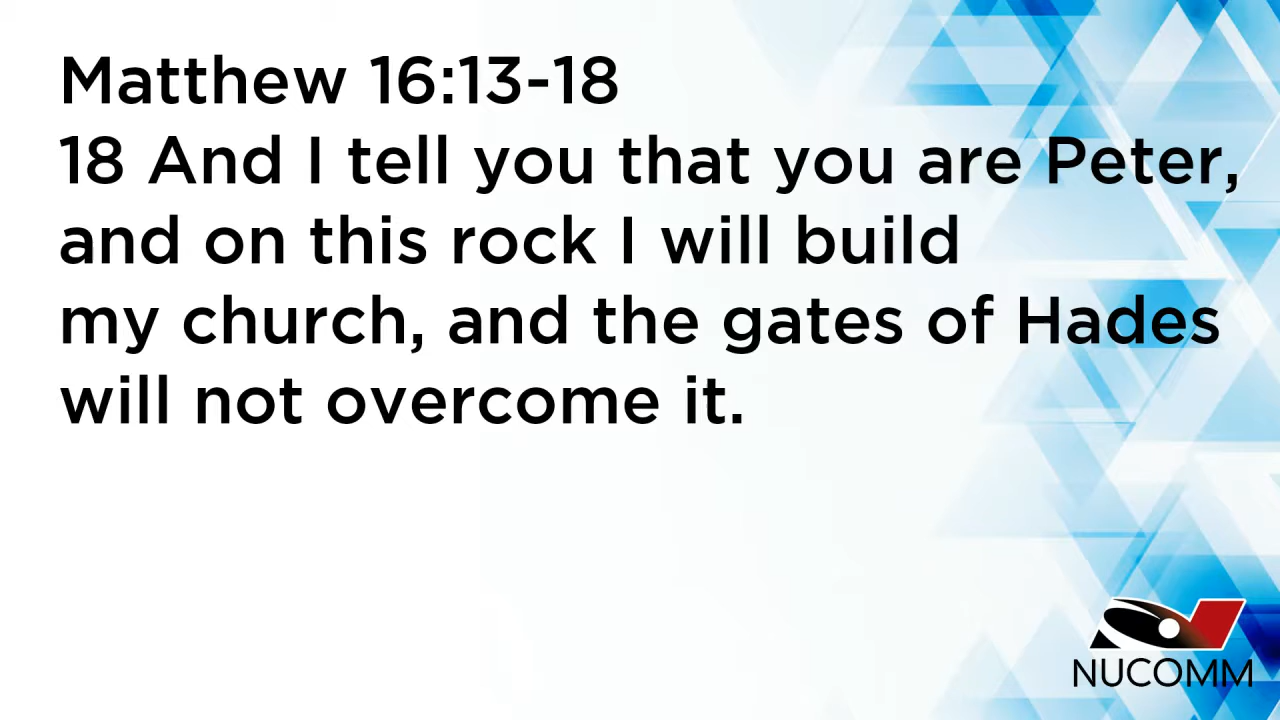 Matthew 16:13-18
18 And I tell you that you are Peter,
and on this rock I will build
my church, and the gates of Hades
will not overcome it.
NUCOMM